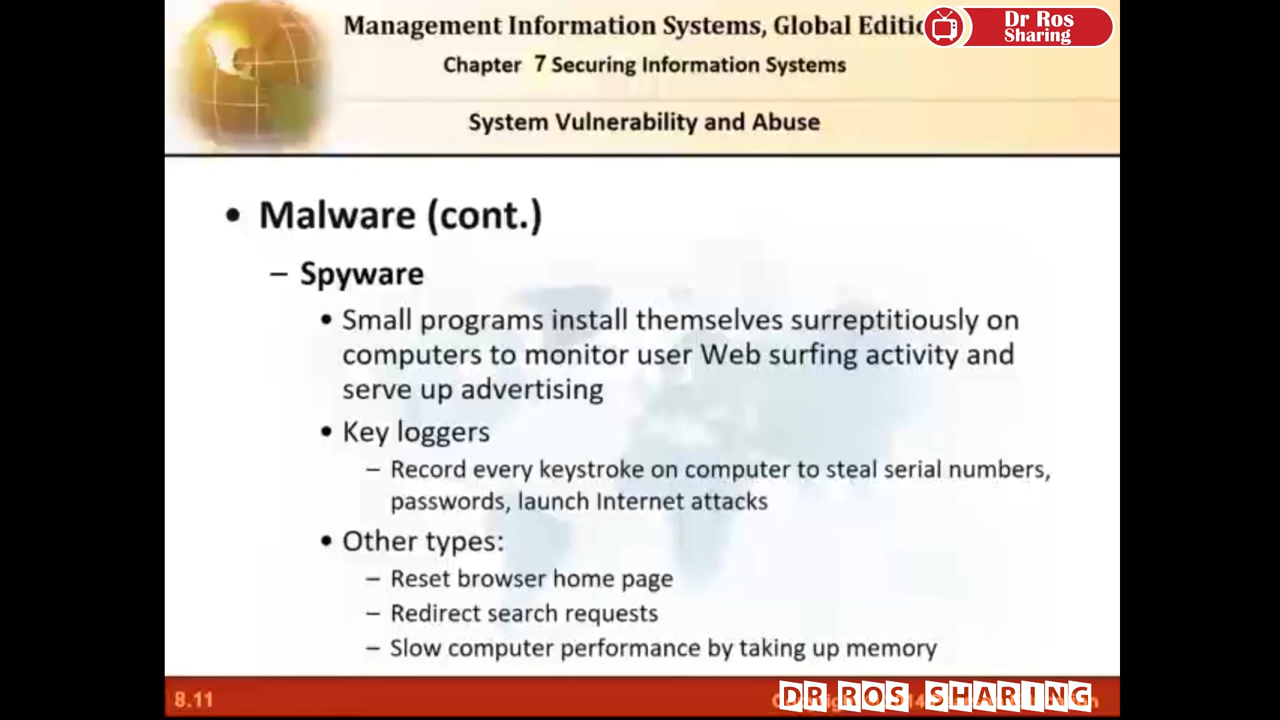 Management Information Systems, Global
Dr Ros
Sharing
Chapter 7 Securing Information Systems
System Vulnerability and Abuse
• Malware (cont.)
– Spyware
• Small programs install themselves surreptitiously on
computers to monitor user Web surfing activity and
serve up advertising
• Key loggers
– Record every keystroke on computer to steal serial numbers,
passwords, launch Internet attacks
• Other types:
– Reset browser home page
– Redirect search requests
– Slow computer performance by taking up memory
8.11
DR ROS SHARING